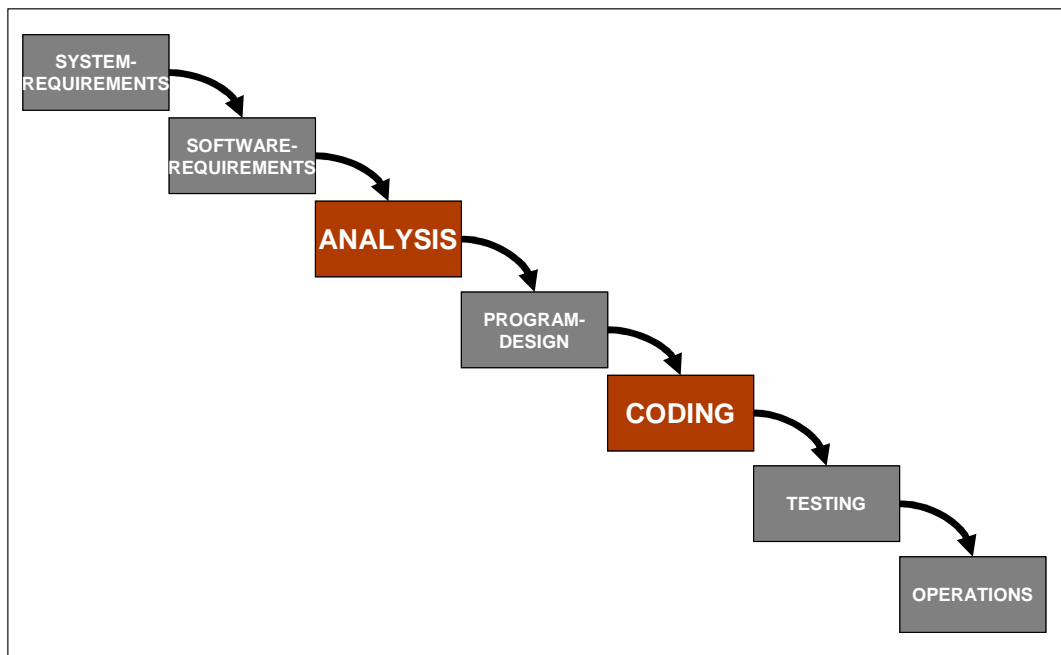 SYSTEM-
REQUIREMENTS
SOFTWARE-
REQUIREMENTS
ANALYSIS
PROGRAM-
DESIGN
CODING
TESTING
OPERATIONS